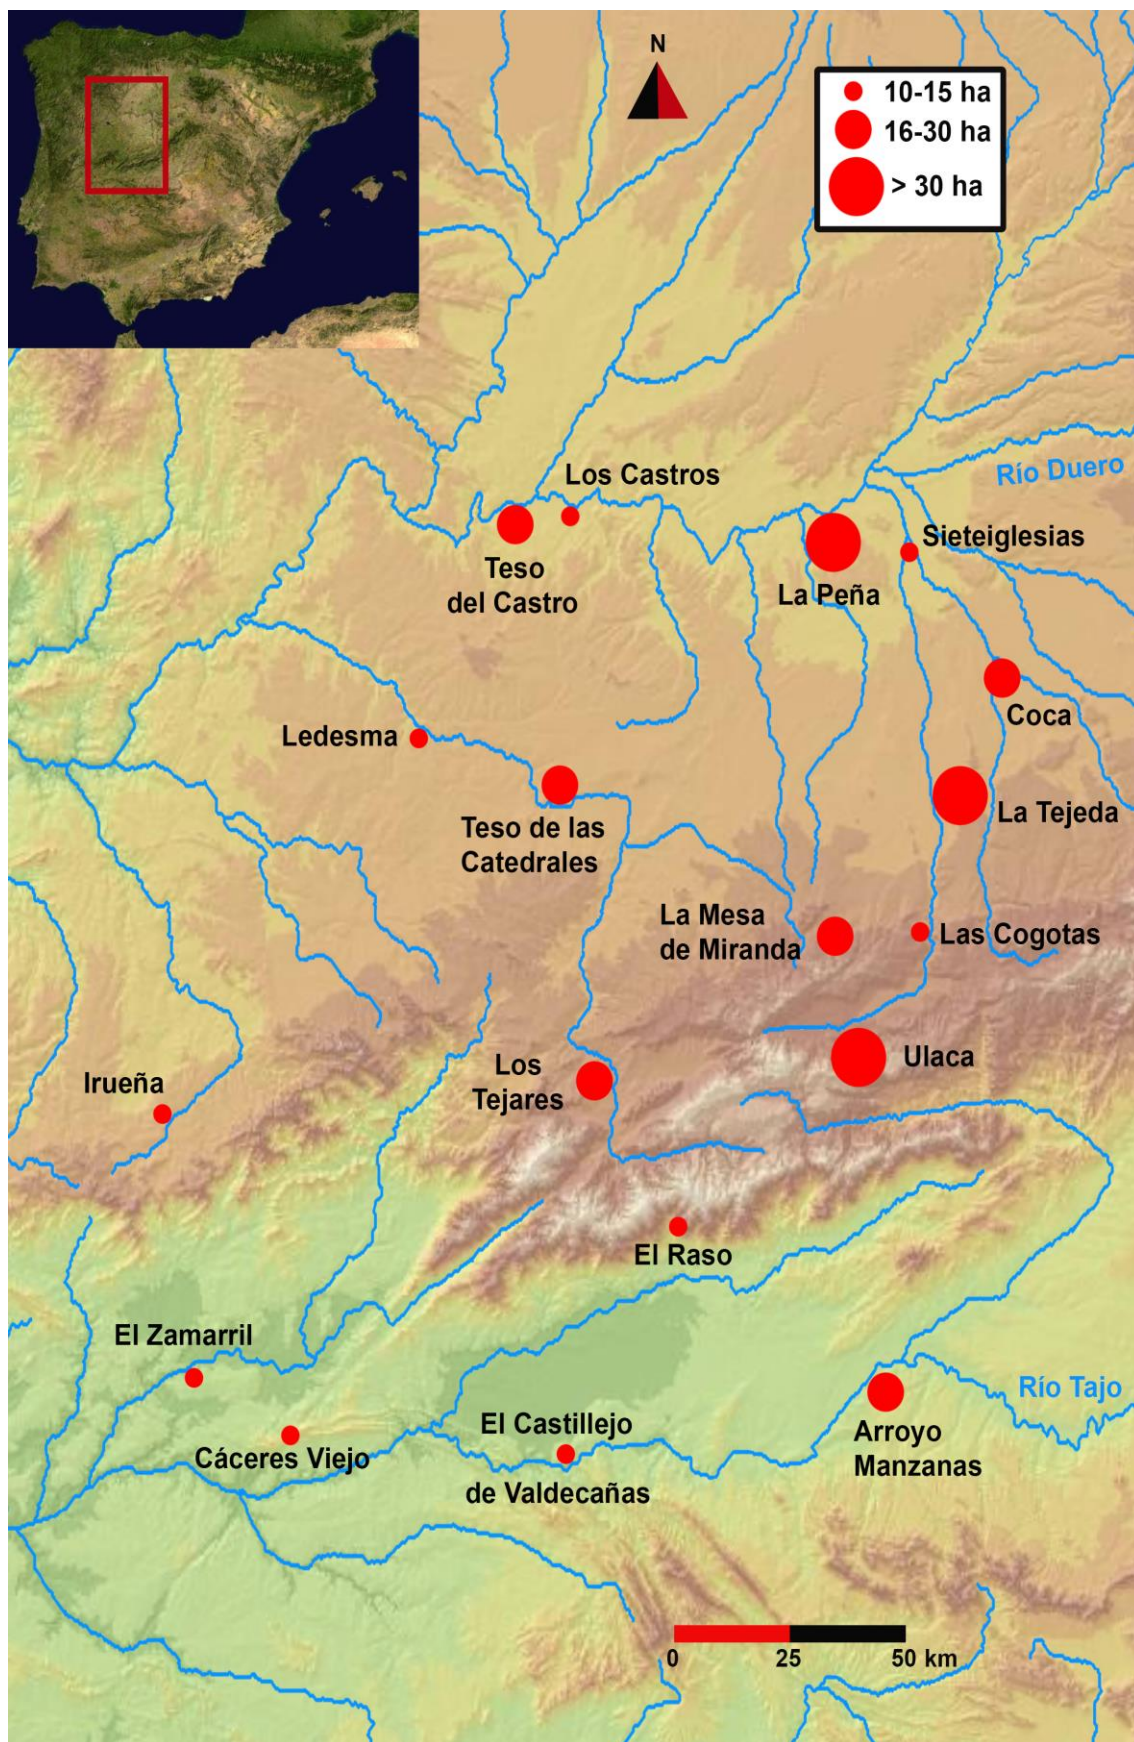 N
10-15 ha
16-30 ha
> 30 ha
Río Duero
Los Castros
Teso
del Castro
La Peña
Sieteiglesias
Coca
Ledesma
Teso de las
Catedrales
La Tejeda
La Mesa
de Miranda
Las Cogotas
Ulaca
Los
Tejares
Irueña
El Raso
El Zamarril
Río Tajo
Cáceres Viejo
El Castillejo
de Valdecañas
Arroyo
Manzanas
0 25 50 km